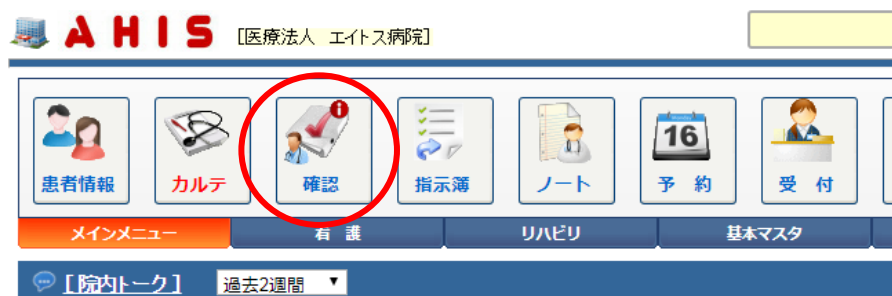 AHIS [医療法人 エイトス病院]
患者情報 カルテ 確認 指示簿 ノート 16 予 約 受 付
メインメニュー 看 護 リハビリ 基本マスタ
[院内トーク] 過去2週間